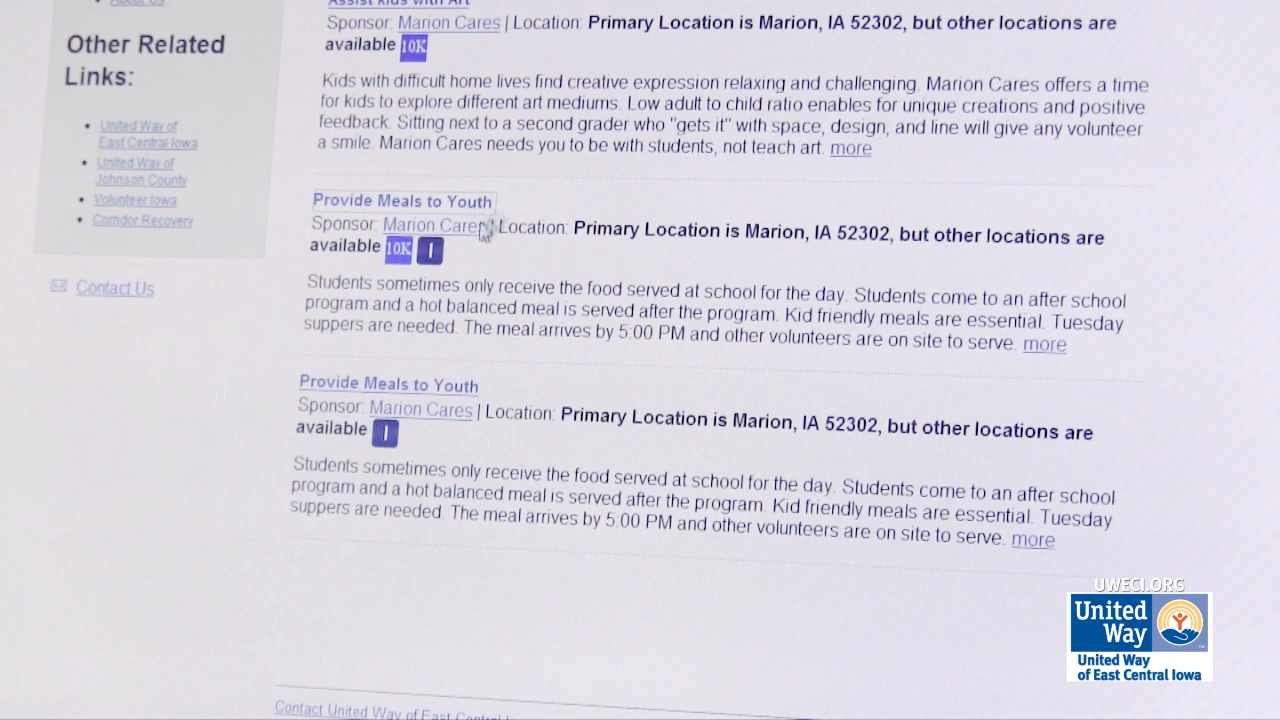 About Us
Other Related
Links:
United Way of
East Central Iowa
United Way of
Johnson County
Volunteer Iowa
Corridor Recovery
Contact Us
Assist kids with Art
Sponsor: Marion Cares | Location: Primary Location is Marion, IA 52302, but other locations are
available 10K
Kids with difficult home lives find creative expression relaxing and challenging. Marion Cares offers a time
for kids to explore different art mediums. Low adult to child ratio enables for unique creations and positive
feedback. Sitting next to a second grader who "gets it" with space, design, and line will give any volunteer
a smile. Marion Cares needs you to be with students, not teach art. more
Provide Meals to Youth
Sponsor: Marion Cares | Location: Primary Location is Marion, IA 52302, but other locations are
available 10K I
Students sometimes only receive the food served at school for the day. Students come to an after school
program and a hot balanced meal is served after the program. Kid friendly meals are essential. Tuesday
suppers are needed. The meal arrives by 5:00 PM and other volunteers are on site to serve. more
Provide Meals to Youth
Sponsor: Marion Cares | Location: Primary Location is Marion, IA 52302, but other locations are
available I
Students sometimes only receive the food served at school for the day. Students come to an after school
program and a hot balanced meal is served after the program. Kid friendly meals are essential. Tuesday
suppers are needed. The meal arrives by 5:00 PM and other volunteers are on site to serve. more
Contact United Way of East Central
UWECI.ORG
United
Way
United Way
of East Central Iowa